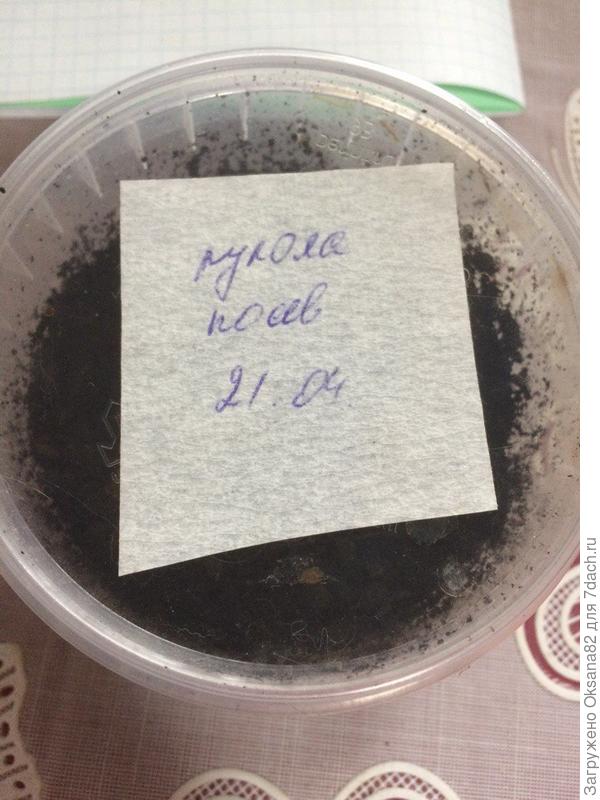 рукола
посев
21.04.
Загружено Oksana82 для 7dach.ru